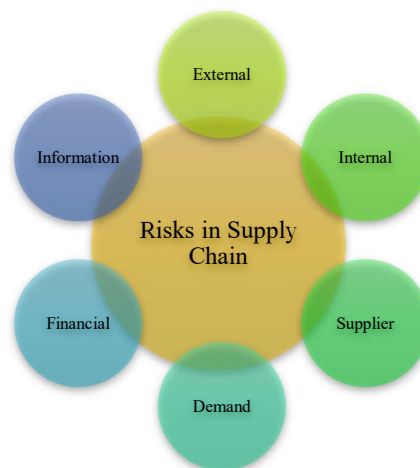 External
Information
Internal
Risks in Supply
Chain
Financial
Supplier
Demand